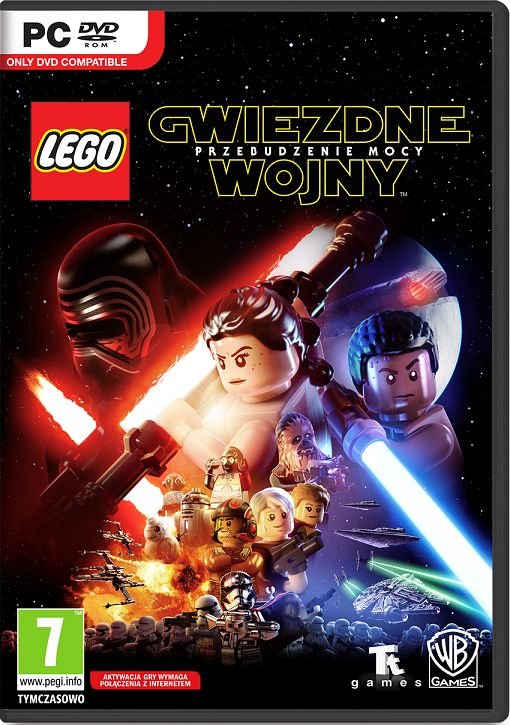 PC DVD
ROM
ONLY DVD COMPATIBLE
LEGO
GWIEZDNE
PRZEBUDZENIE MOCY
WOJNY™
7
www.pegi.info
TYMCZASOWO
AKTYWACJA GRY WYMAGA
POŁĄCZENIA Z INTERNETEM
Tt
games
WB
GAMES